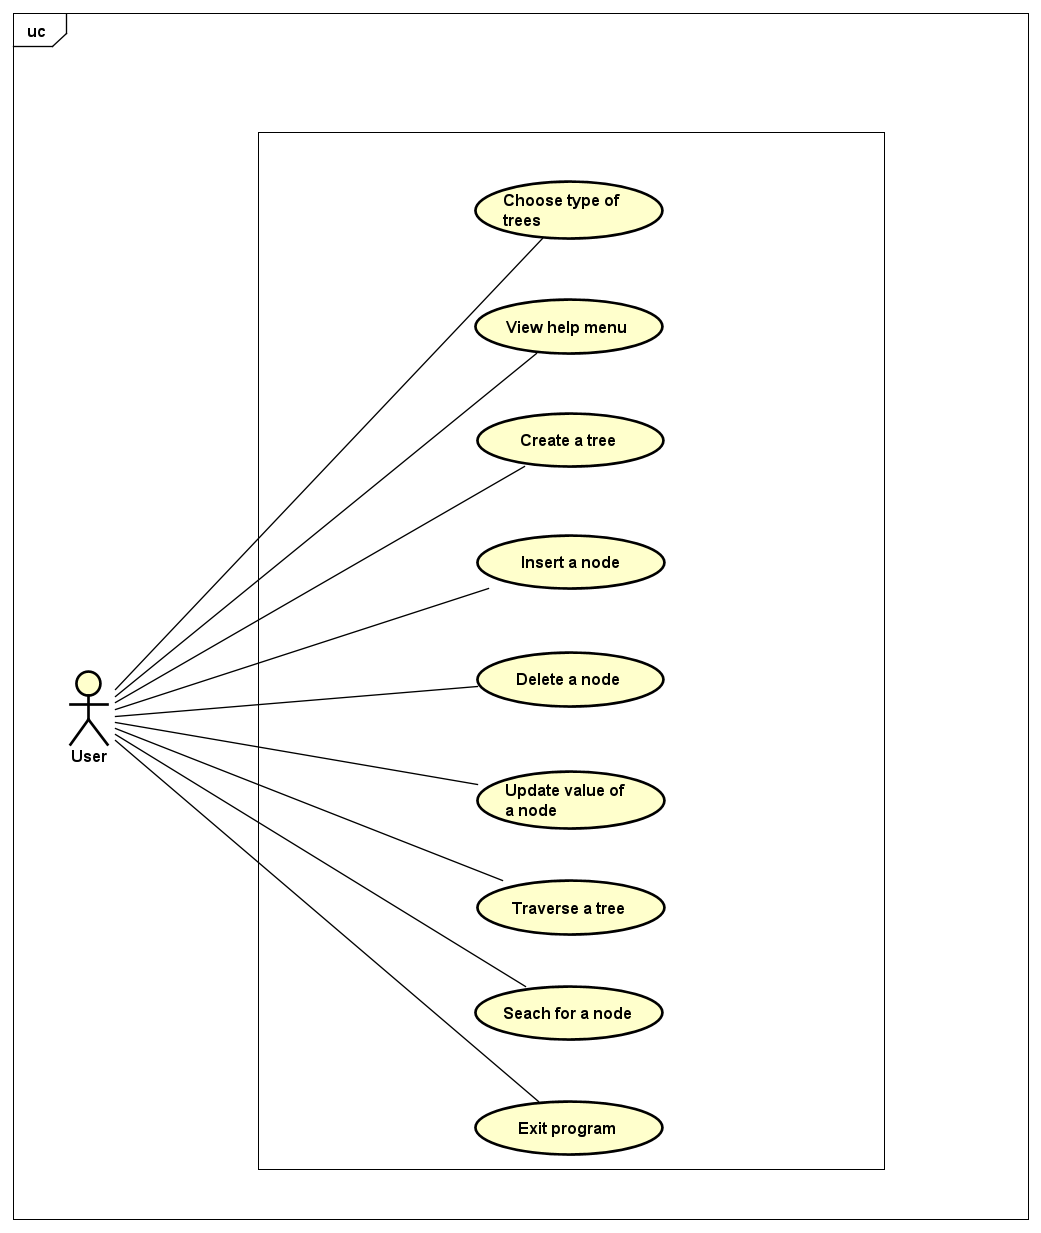 uc
Choose type of
trees
View help menu
Create a tree
Insert a node
Delete a node
User
Update value of
a node
Traverse a tree
Seach for a node
Exit program